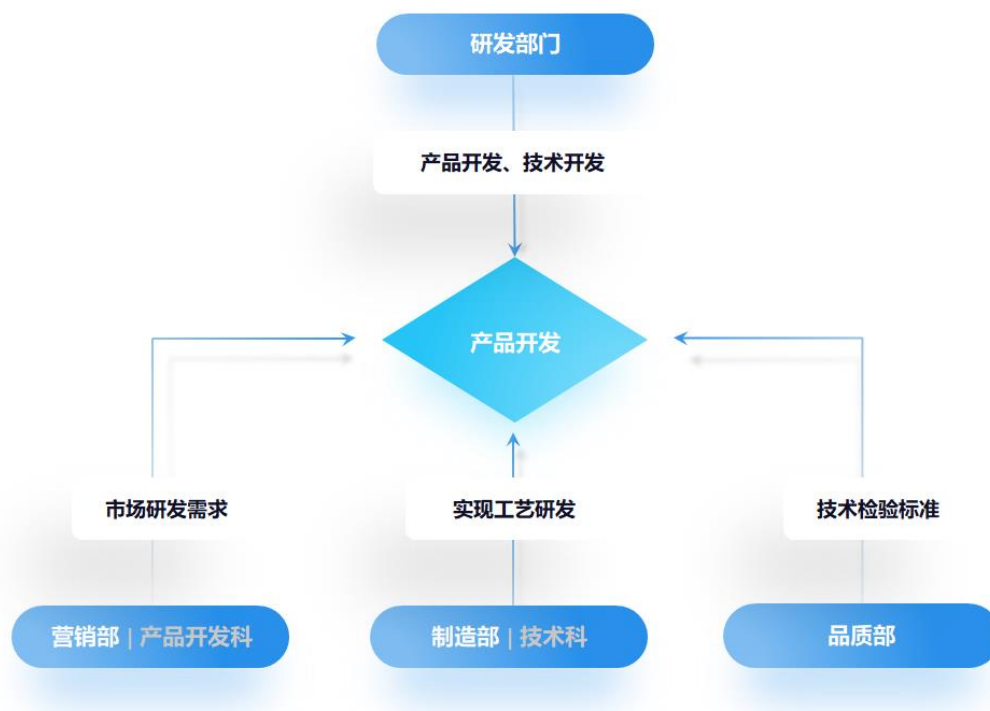 研发部门
产品开发、技术开发
产品开发
市场研发需求
实现工艺研发
技术检验标准
营销部 | 产品开发科
制造部 | 技术科
品质部